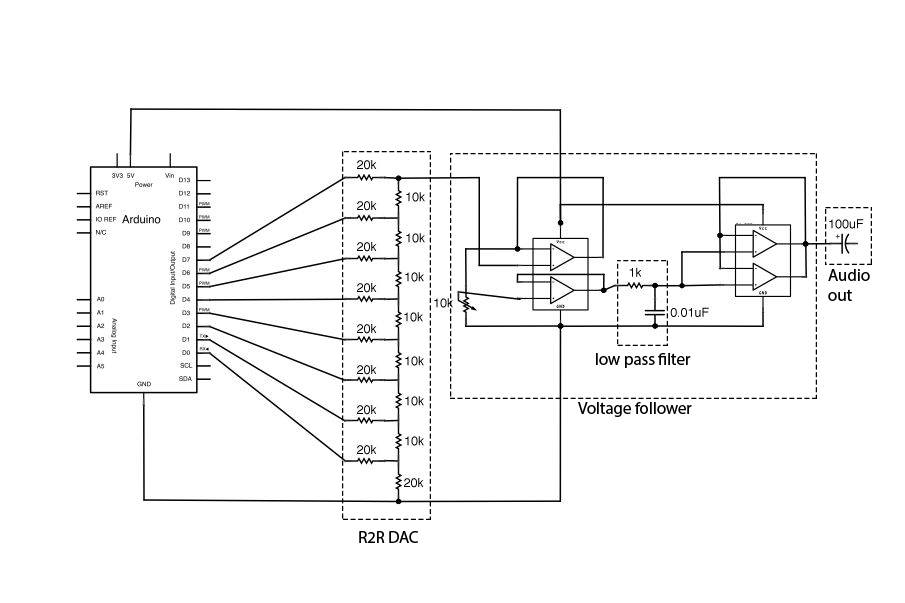 3V3 5V Vin
Power
RST
AREF
IO REF
N/C
Arduino
D13
D12
D11
PWM
D10
PWM
D9
PWM
D8
D7
D6
PWM
D5
PWM
D4
D3
PWM
D2
D1
TX
D0
RX
SCL
SDA
Digital Input/Output
Analog Input
A0
A1
A2
A3
A4
A5
GND
20k
20k
20k
20k
20k
20k
20k
20k
10k
10k
10k
10k
10k
10k
10k
20k
R2R DAC
10k
Vcc
GND
1k
0.01uF
low pass filter
Vcc
GND
Voltage follower
100uF
+
Audio
out